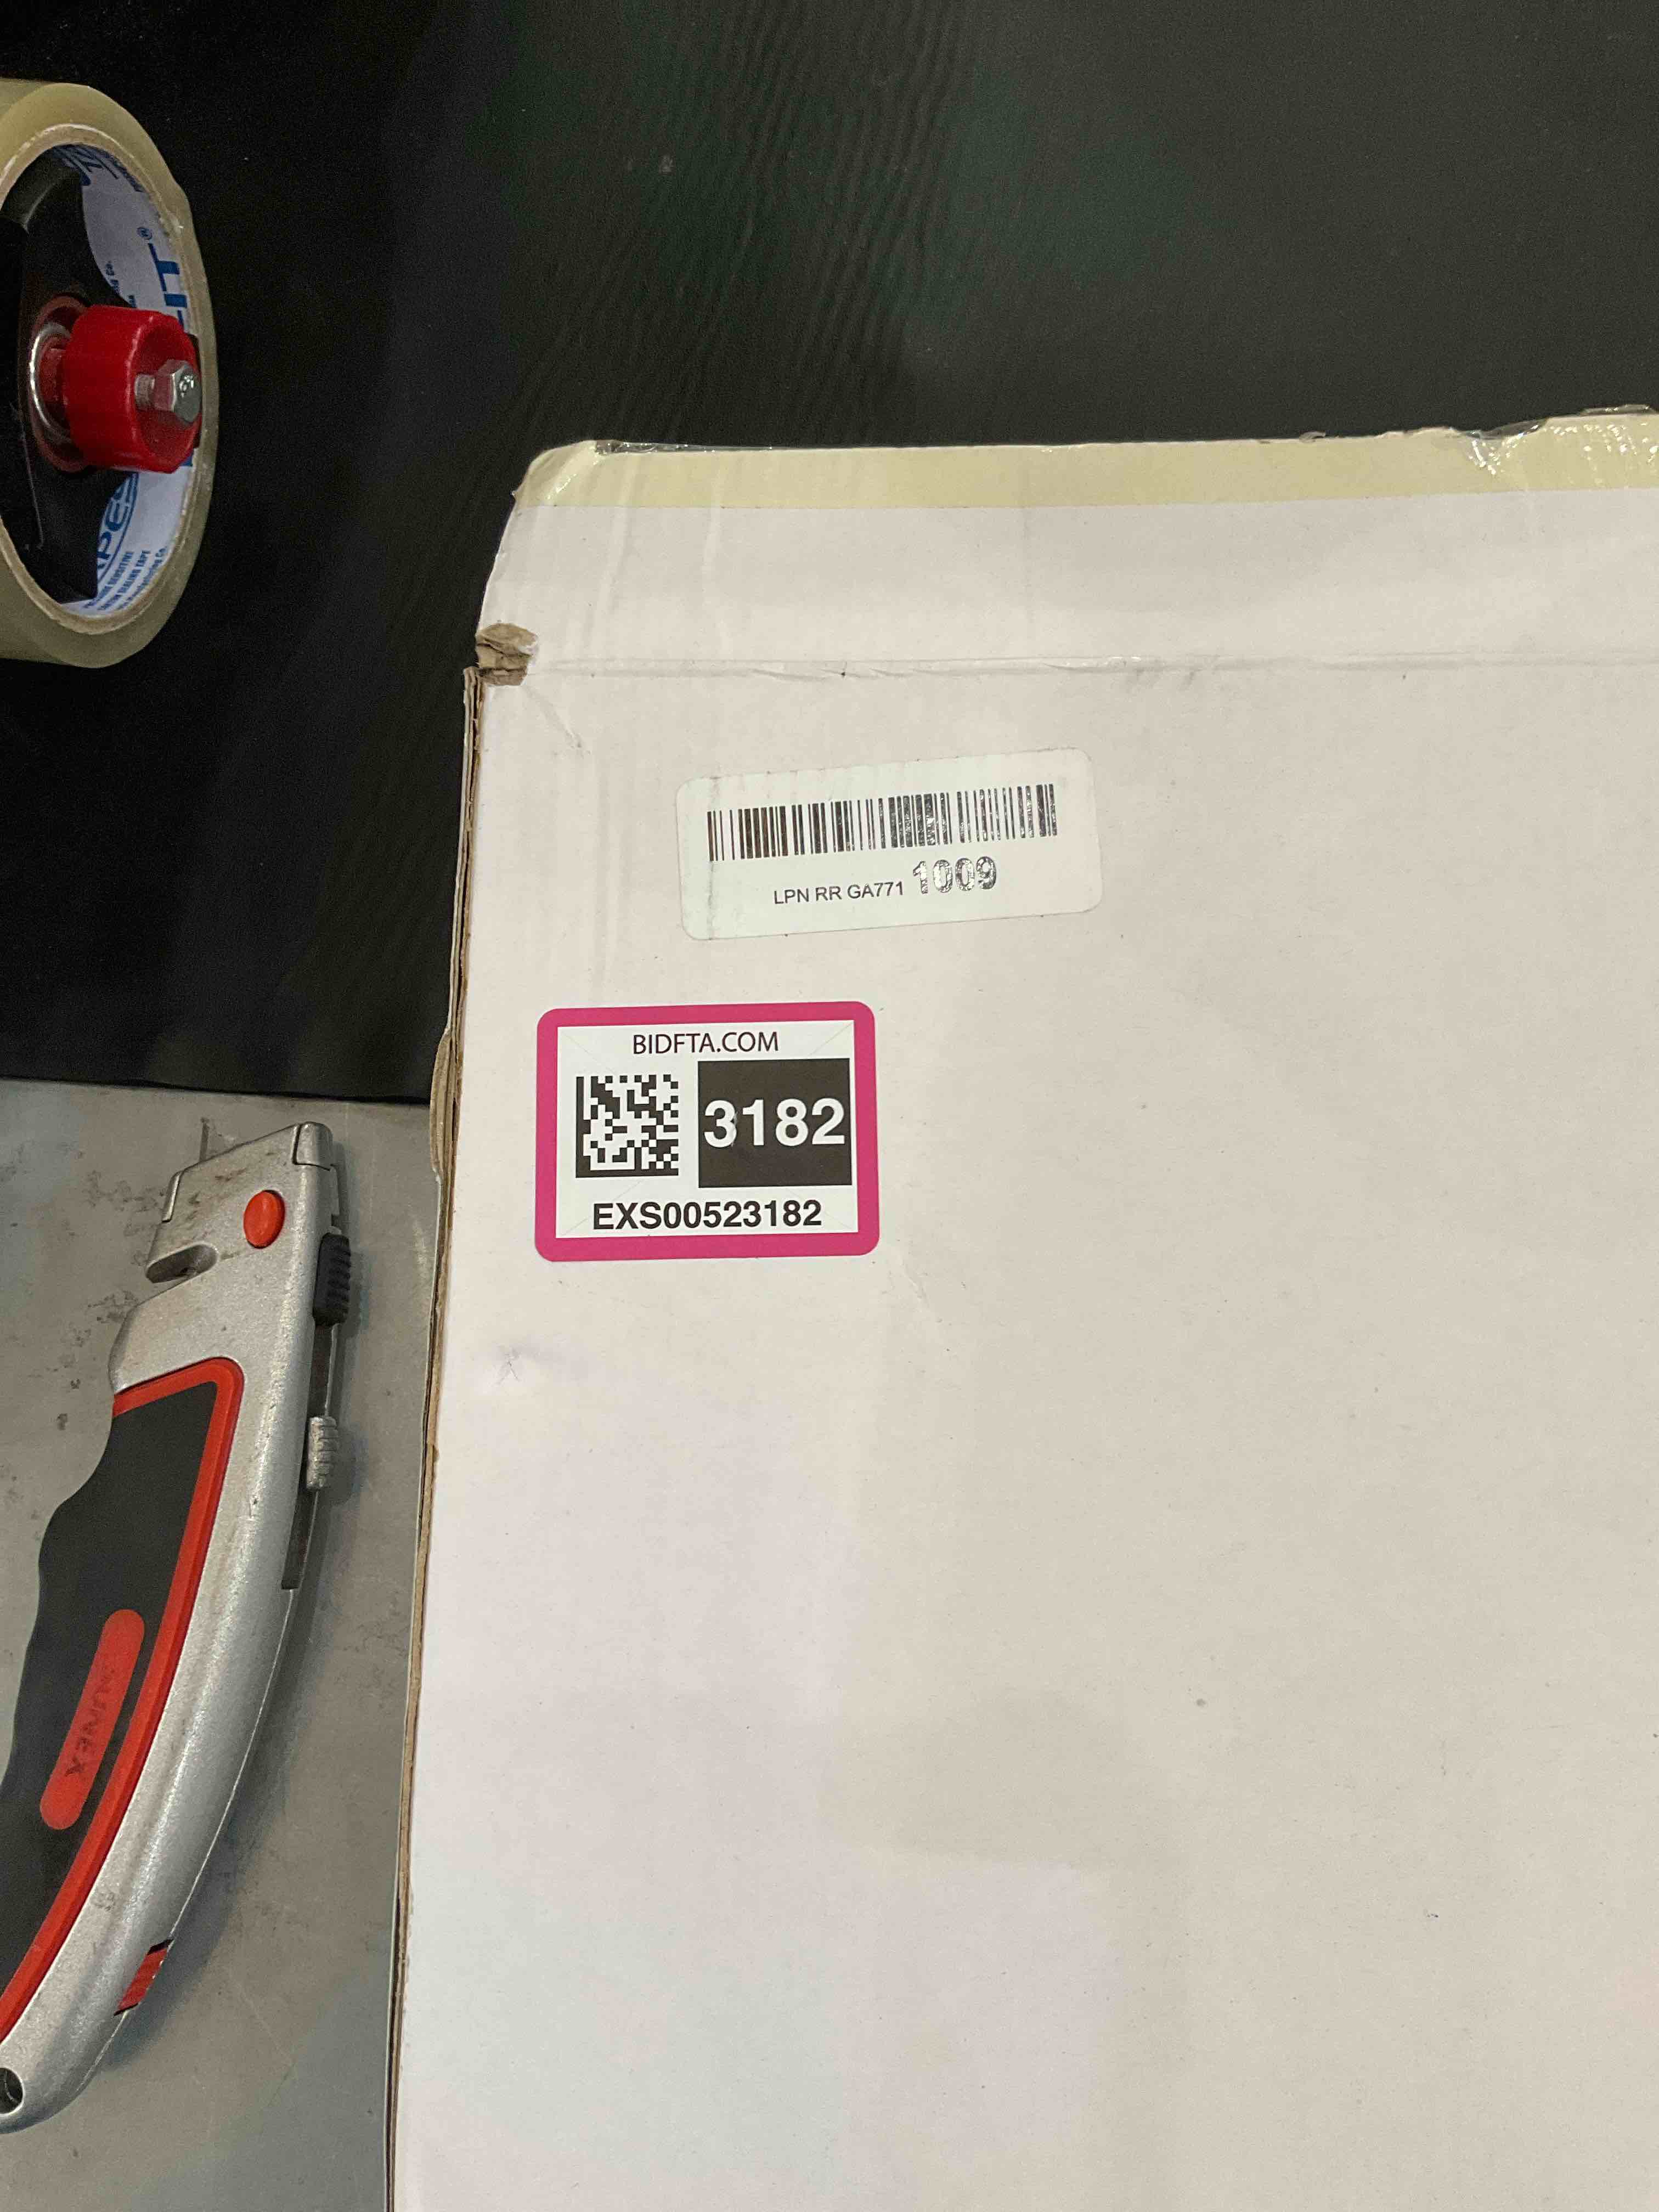 LPN RR GA771 1009
BIDFTA.COM
3182
EXS00523182